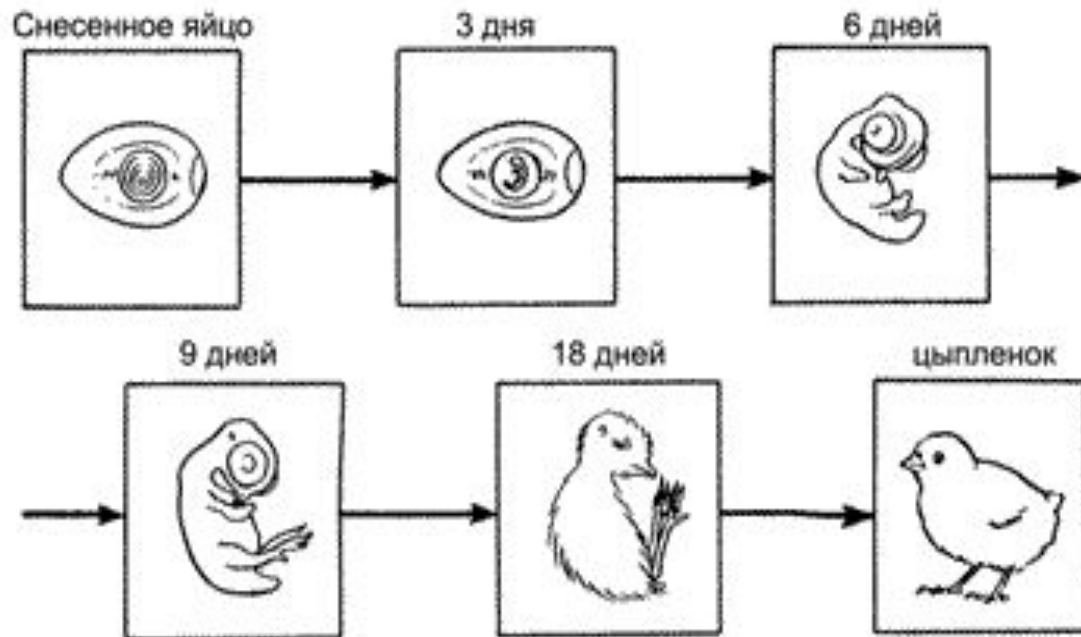 Снесенное яйцо
3 дня
6 дней
9 дней
18 дней
цыпленок